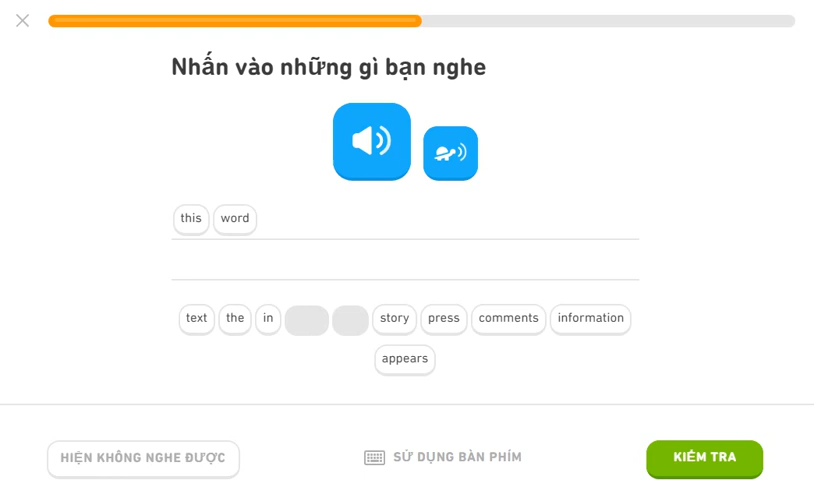 Nhấn vào những gì bạn nghe
this word
text the in story press comments information
appears
HIỆN KHÔNG NGHE ĐƯỢC SỬ DỤNG BÀN PHÍM KIỂM TRA